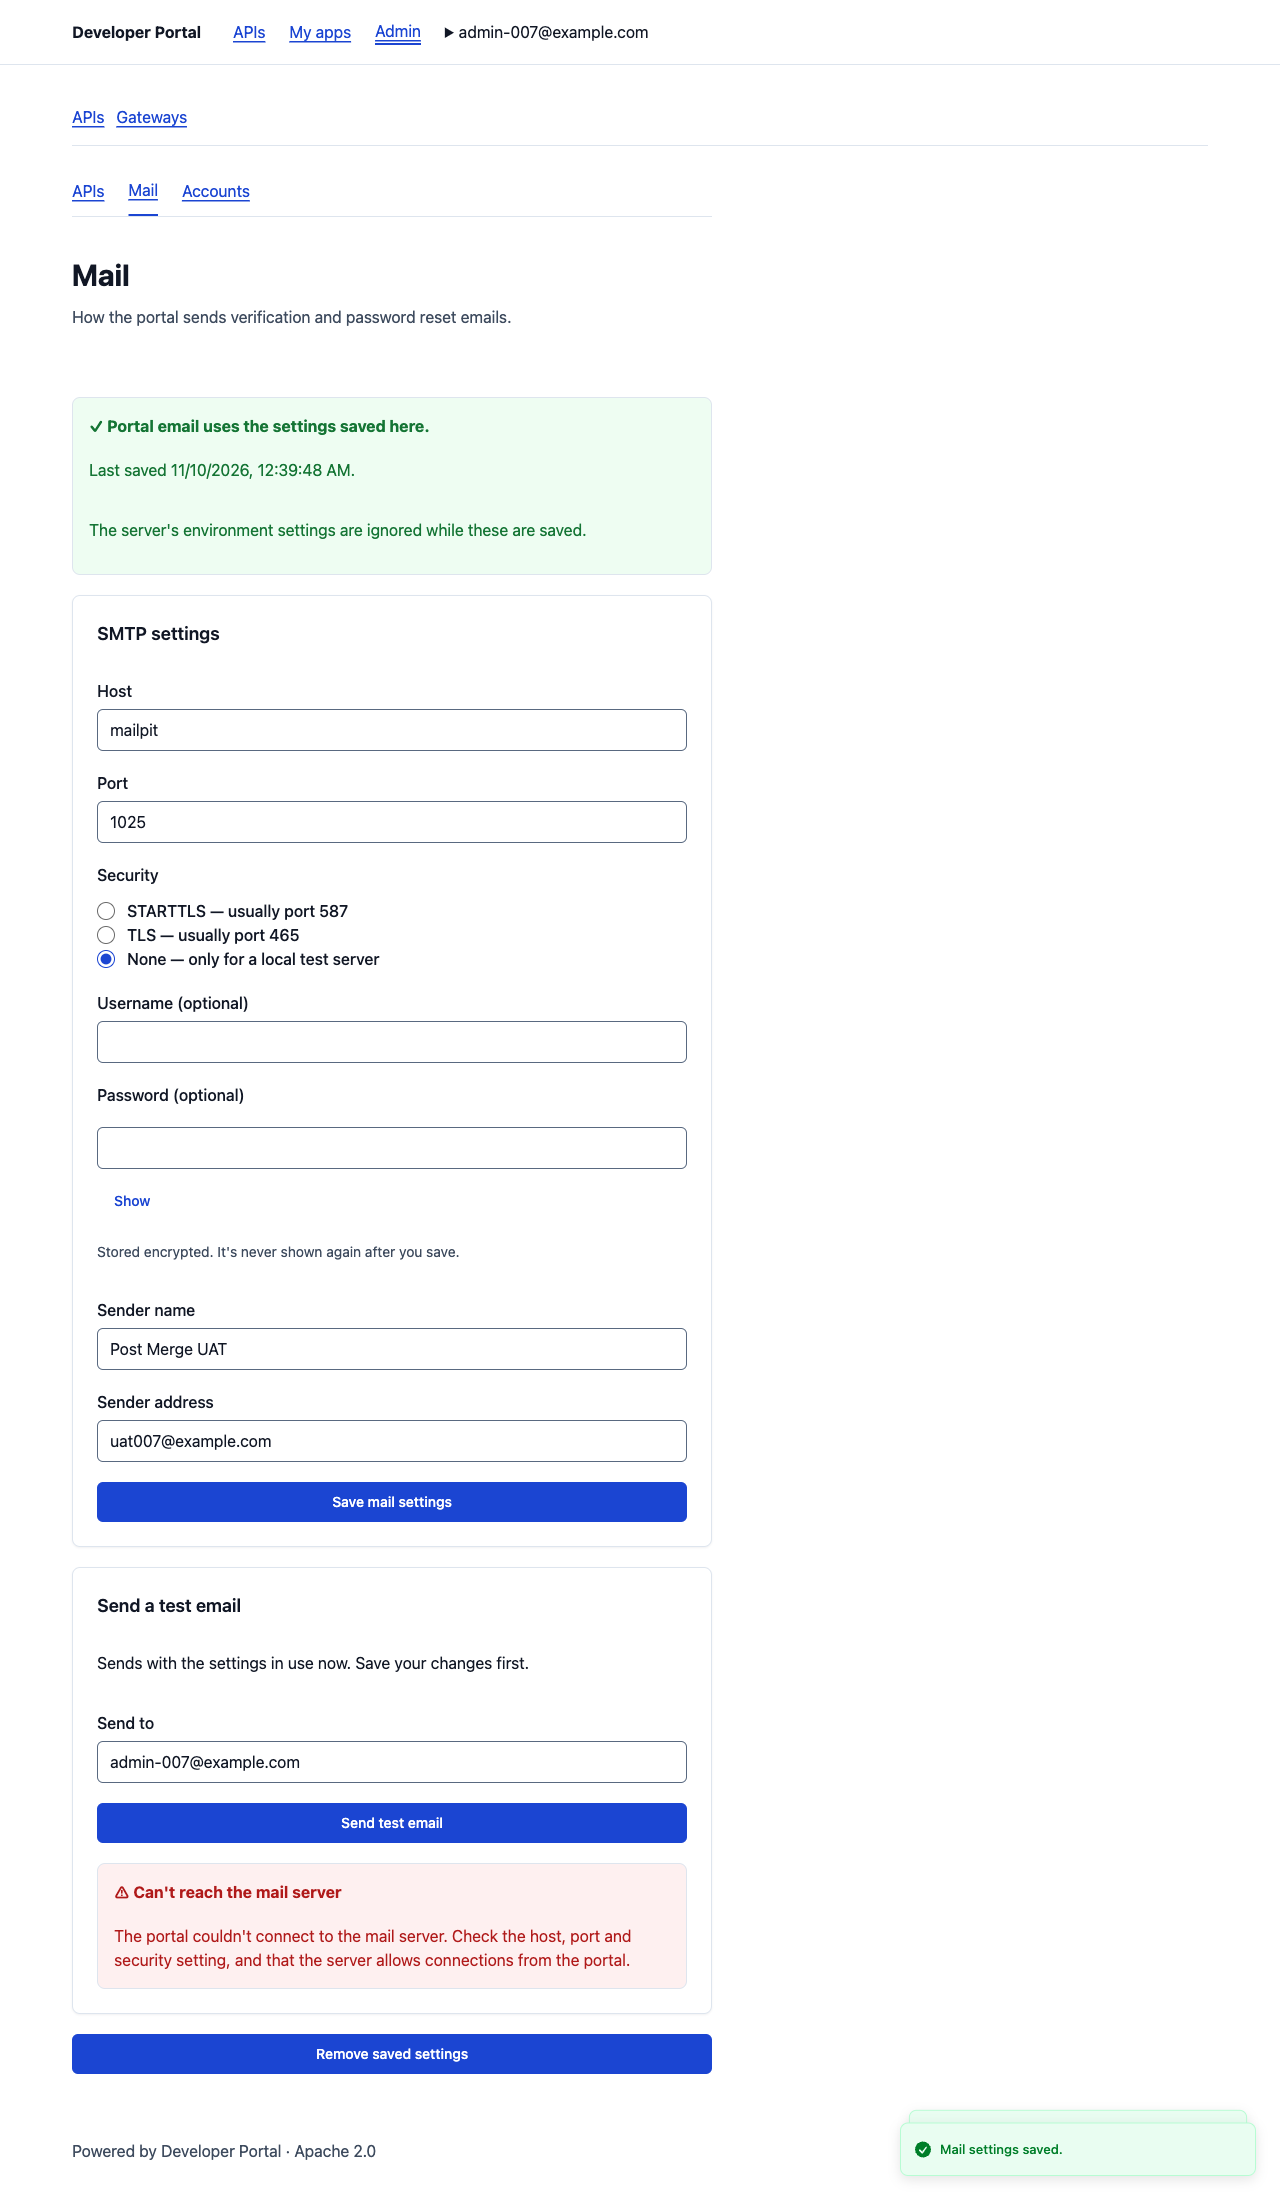 Developer Portal APIs My apps Admin ▶ admin-007@example.com
APIs Gateways
APIs Mail Accounts
Mail
How the portal sends verification and password reset emails.
Portal email uses the settings saved here.
Last saved 11/10/2026, 12:39:48 AM.
The server's environment settings are ignored while these are saved.
SMTP settings
Host
mailpit
Port
1025
Security
STARTTLS — usually port 587
TLS — usually port 465
None — only for a local test server
Username (optional)
Password (optional)
Show
Stored encrypted. It's never shown again after you save.
Sender name
Post Merge UAT
Sender address
uat007@example.com
Save mail settings
Send a test email
Sends with the settings in use now. Save your changes first.
Send to
admin-007@example.com
Send test email
Can't reach the mail server
The portal couldn't connect to the mail server. Check the host, port and
security setting, and that the server allows connections from the portal.
Remove saved settings
Powered by Developer Portal · Apache 2.0
Mail settings saved.